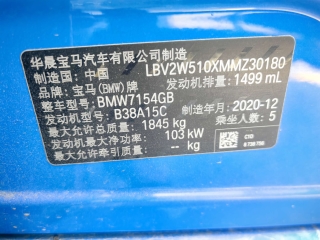 华晨宝马汽车有限公司制造
制造国: 中国 LBV2W510XMMZ30180
品牌: 宝马(BMW)牌 发动机排量: 1499 mL
整车型号: BMW7154GB
发动机型号: B38A15C 制造年月: 2020-12
最大允许总质量: 1845 kg 乘坐人数: 5
发动机最大净功率: 103 kW
最大允许牵引质量: -- kg